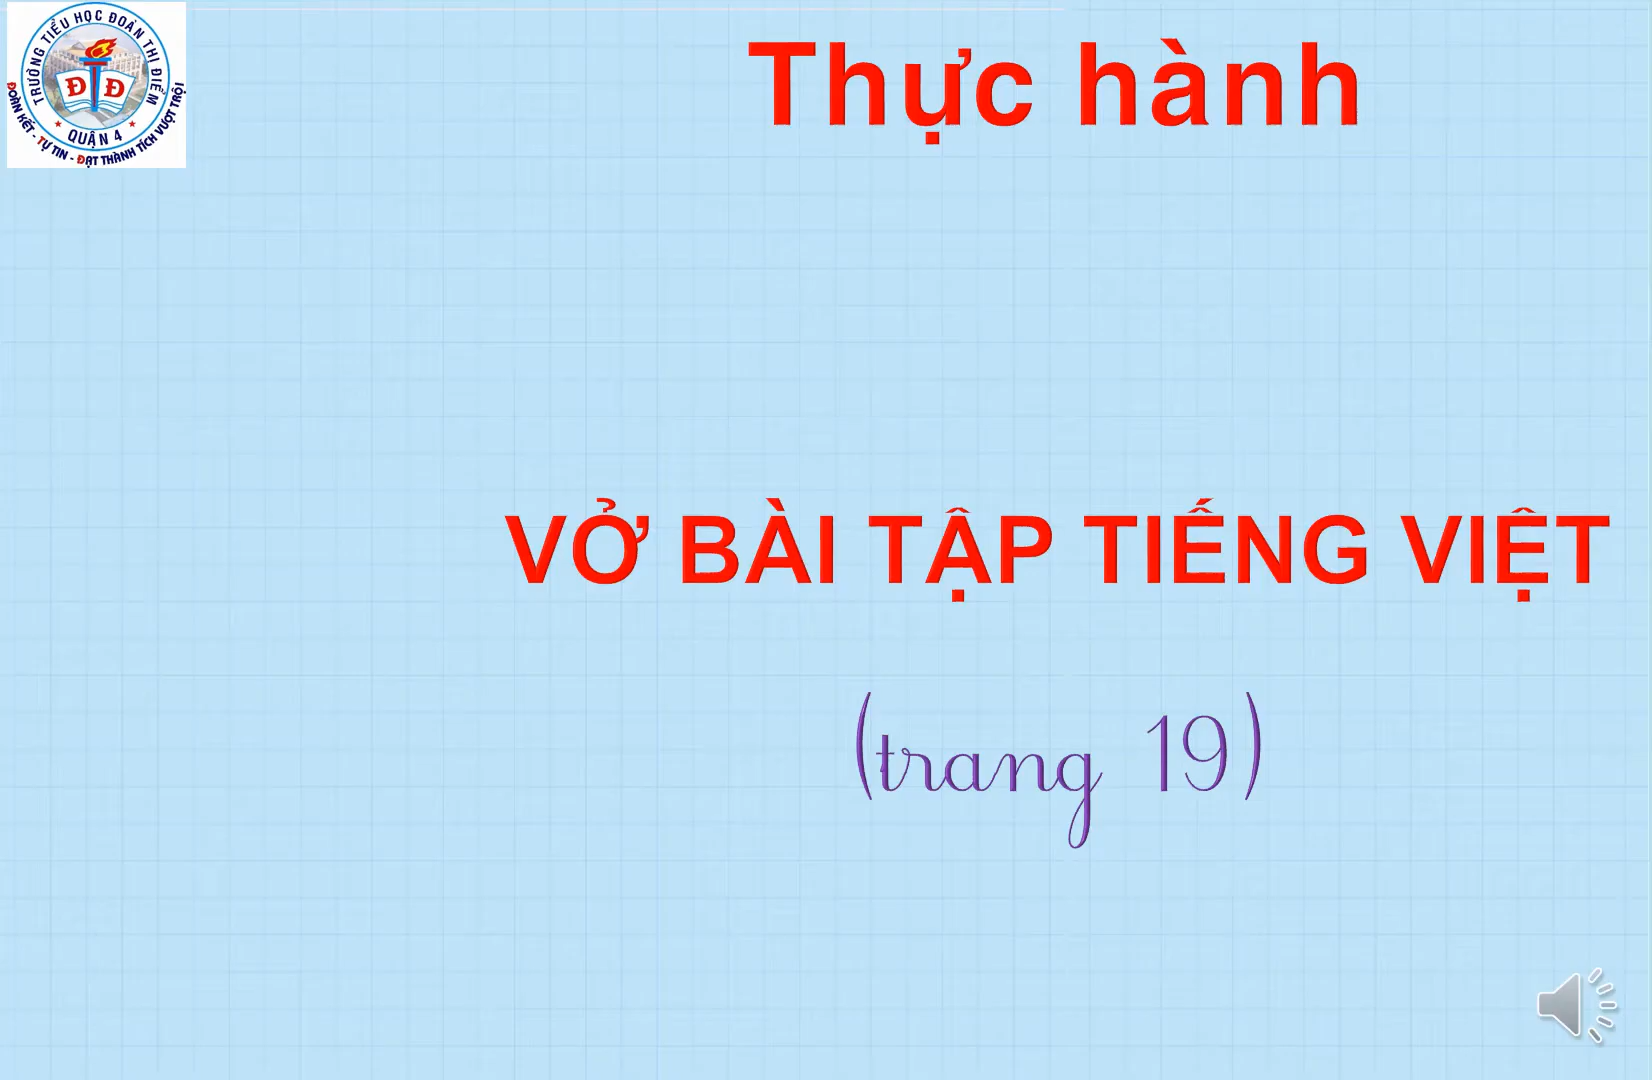 TRƯỜNG TIỂU HỌC ĐOÀN THỊ ĐIỂM
Đ Đ
QUẬN 4
ĐOÀN KẾT - TỰ TIN - ĐẠT THÀNH TÍCH VƯỢT TRỘI
Thực hành
VỞ BÀI TẬP TIẾNG VIỆT
(trang 19)